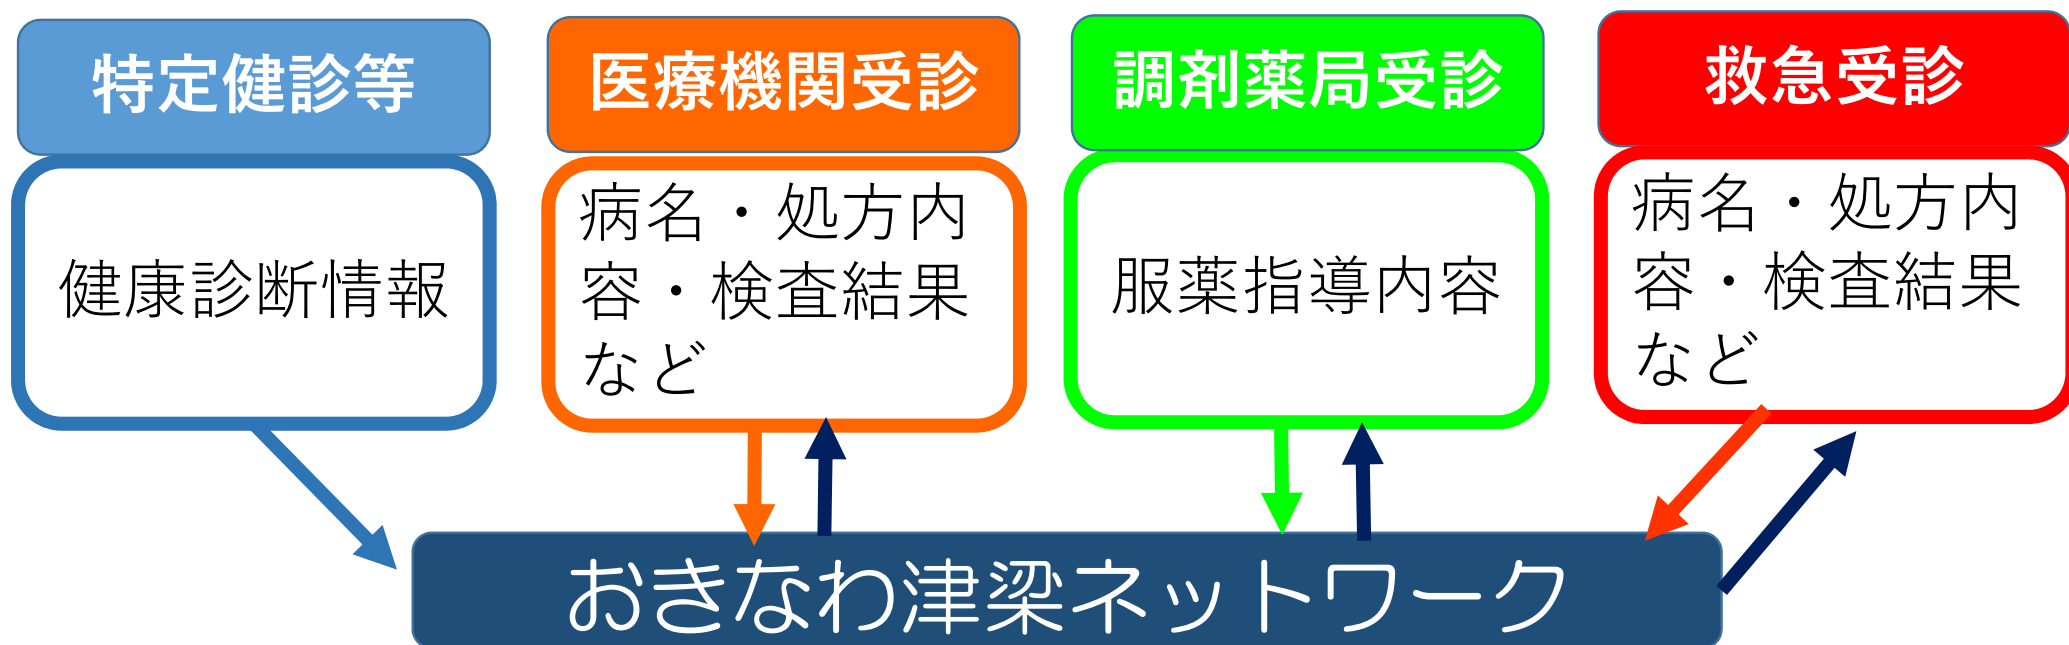 特定健診等
健康診断情報
医療機関受診
病名・処方内
容・検査結果
など
調剤薬局受診
服薬指導内容
救急受診
病名・処方内
容・検査結果
など
おきなわ津梁ネットワーク